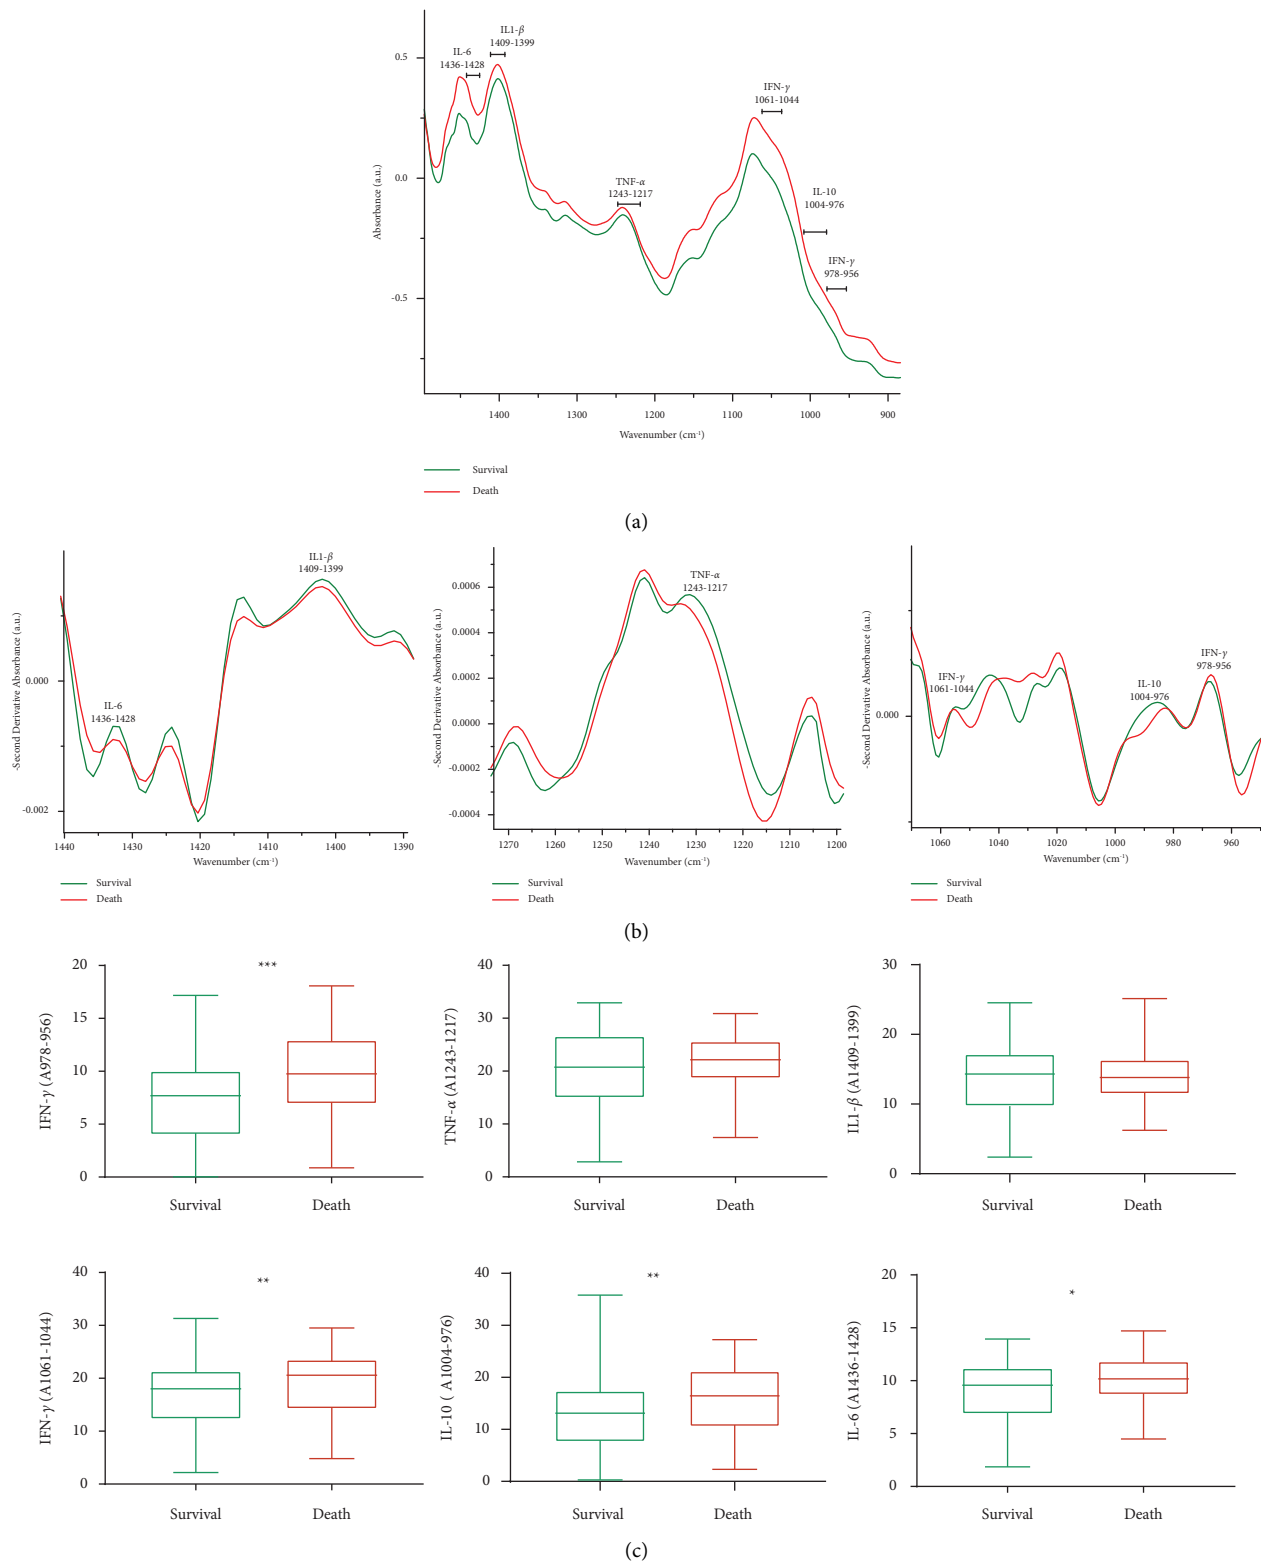 IL1-β
1409-1399
IL-6
1436-1428
IFN-γ
1061-1044
TNF-α
1243-1217
IL-10
1004-976
IFN-γ
978-956
0.5
0.0
-0.5
Absorbance (a.u.)
1400 1300 1200 1100 1000 900
Wavenumber (cm-1)
Survival
Death
(a)
IL1-β
1409-1399
IL-6
1436-1428
0.000
-0.002
-Second Derivative Absorbance (a.u.)
1440 1430 1420 1410 1400 1390
Wavenumber (cm-1)
Survival
Death
TNF-α
1243-1217
0.0006
0.0004
0.0002
0.0000
-0.0002
-0.0004
-Second Derivative Absorbance (a.u.)
1270 1260 1250 1240 1230 1220 1210 1200
Wavenumber (cm-1)
Survival
Death
IFN-γ
1061-1044
IL-10
1004-976
IFN-γ
978-956
0.000
-Second Derivative Absorbance (a.u.)
1060 1040 1020 1000 980 960
Wavenumber (cm-1)
Survival
Death
(b)
***
20
15
10
5
0
IFN-γ (A978-956)
Survival Death
40
30
20
10
0
TNF-α (A1243-1217)
Survival Death
30
20
10
0
IL1-β (A1409-1399)
Survival Death
**
40
30
20
10
0
IFN-γ (A1061-1044)
Survival Death
**
40
30
20
10
0
IL-10 ( A1004-976)
Survival Death
*
20
15
10
5
0
IL-6 (A1436-1428)
Survival Death
(c)